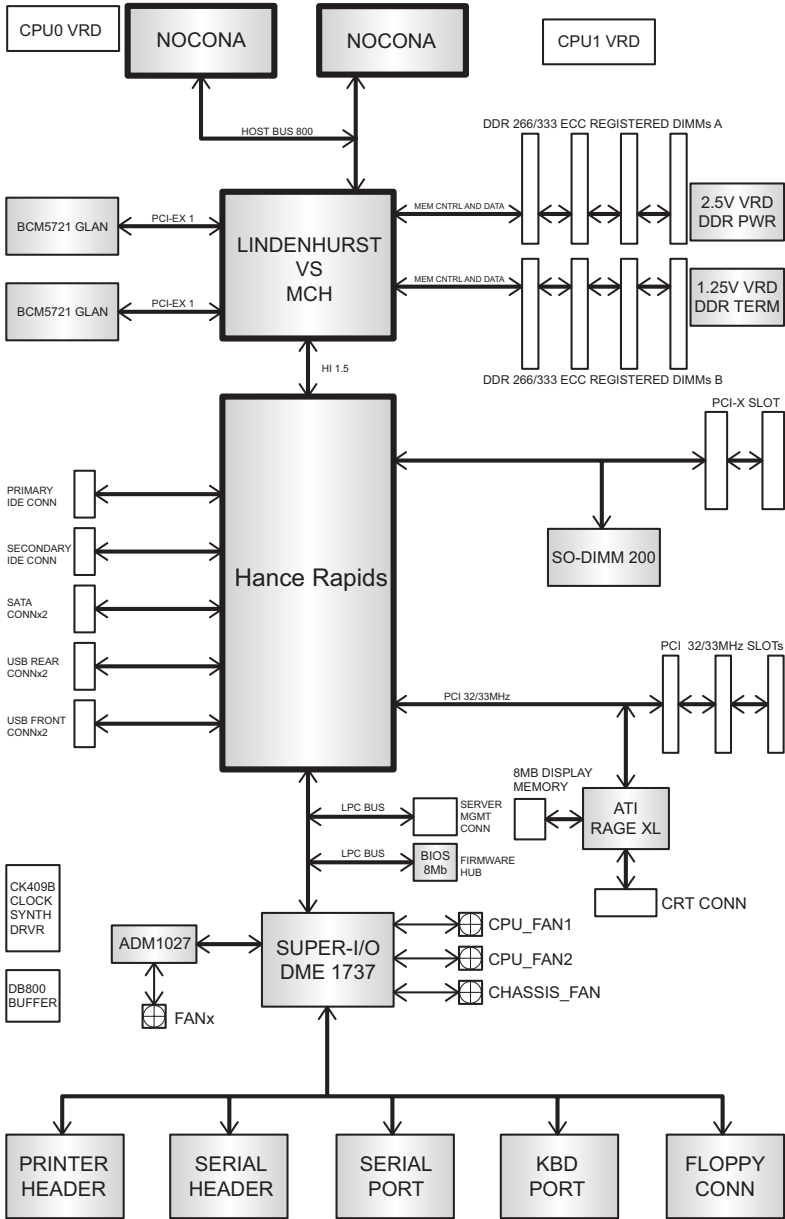 CPU0 VRD
NOCONA
NOCONA
CPU1 VRD
HOST BUS 800
DDR 266/333 ECC REGISTERED DIMMs A
BCM5721 GLAN
PCI-EX 1
LINDENHURST
VS
MCH
MEM CNTRL AND DATA
2.5V VRD
DDR PWR
BCM5721 GLAN
PCI-EX 1
MEM CNTRL AND DATA
1.25V VRD
DDR TERM
HI 1.5
DDR 266/333 ECC REGISTERED DIMMs B
PCI-X SLOT
PRIMARY
IDE CONN
SECONDARY
IDE CONN
SATA
CONNx2
USB REAR
CONNx2
USB FRONT
CONNx2
Hance Rapids
SO-DIMM 200
PCI 32/33MHz SLOTs
PCI 32/33MHz
8MB DISPLAY
MEMORY
ATI
RAGE XL
CRT CONN
LPC BUS
SERVER
MGMT
CONN
LPC BUS
BIOS
8Mb
FIRMWARE
HUB
CK409B
CLOCK
SYNTH
DRVR
DB800
BUFFER
ADM1027
FANx
SUPER-I/O
DME 1737
CPU_FAN1
CPU_FAN2
CHASSIS_FAN
PRINTER
HEADER
SERIAL
HEADER
SERIAL
PORT
KBD
PORT
FLOPPY
CONN